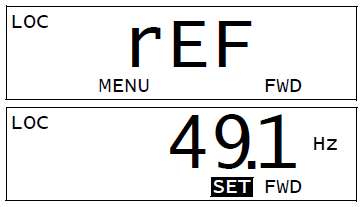 LOC
rEF
MENU FWD
LOC
49.1 Hz
SET FWD